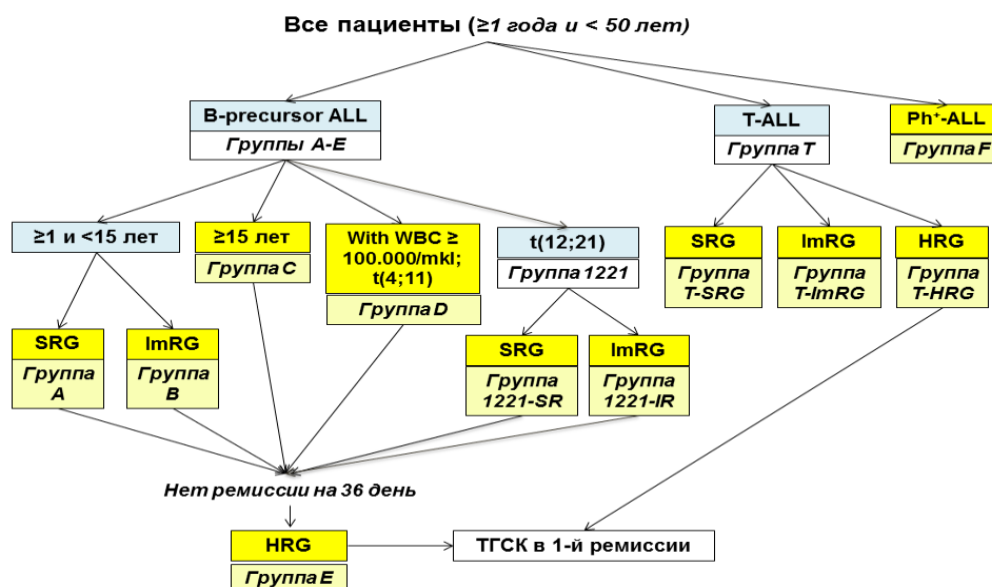 Все пациенты (≥1 года и < 50 лет)
B-precursor ALL
Группы A-E
T-ALL
Группа T
Ph⁺-ALL
Группа F
≥1 и <15 лет
≥15 лет
Группа C
With WBC ≥
100.000/mkl;
t(4;11)
Группа D
t(12;21)
Группа 1221
SRG
Группа
T-SRG
ImRG
Группа
T-ImRG
HRG
Группа
T-HRG
SRG
Группа
A
ImRG
Группа
B
SRG
Группа
1221-SR
ImRG
Группа
1221-IR
Нет ремиссии на 36 день
HRG
Группа E
ТГСК в 1-й ремиссии